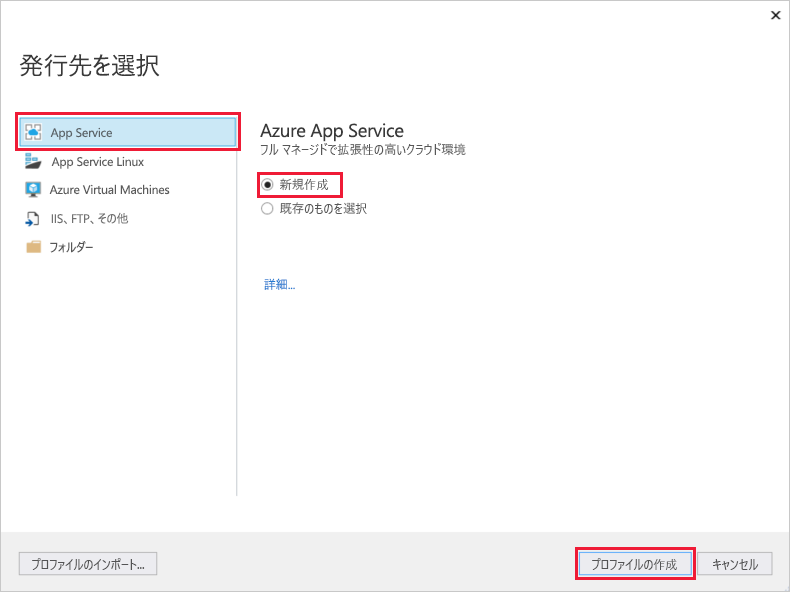 発行先を選択
App Service
App Service Linux
Azure Virtual Machines
IIS、FTP、その他
フォルダー
Azure App Service
フル マネージドで拡張性の高いクラウド環境
新規作成
既存のものを選択
詳細...
プロファイルのインポート...
プロファイルの作成
キャンセル